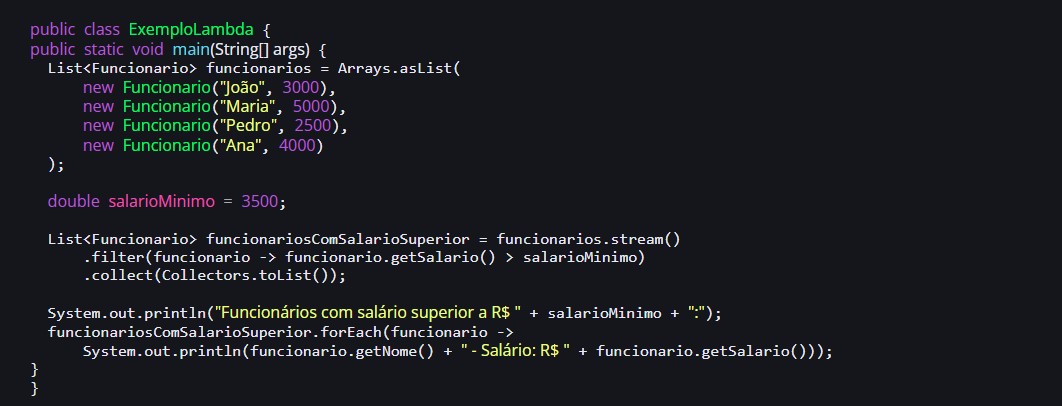 public class ExemploLambda {
public static void main(String[] args) {
List<Funcionario> funcionarios = Arrays.asList(
new Funcionario("João", 3000),
new Funcionario("Maria", 5000),
new Funcionario("Pedro", 2500),
new Funcionario("Ana", 4000)
);
double salarioMinimo = 3500;
List<Funcionario> funcionariosComSalarioSuperior = funcionarios.stream()
.filter(funcionario -> funcionario.getSalario() > salarioMinimo)
.collect(Collectors.toList());
System.out.println("Funcionários com salário superior a R$ " + salarioMinimo + ":");
funcionariosComSalarioSuperior.forEach(funcionario ->
System.out.println(funcionario.getNome() + " - Salário: R$ " + funcionario.getSalario()));
}
}